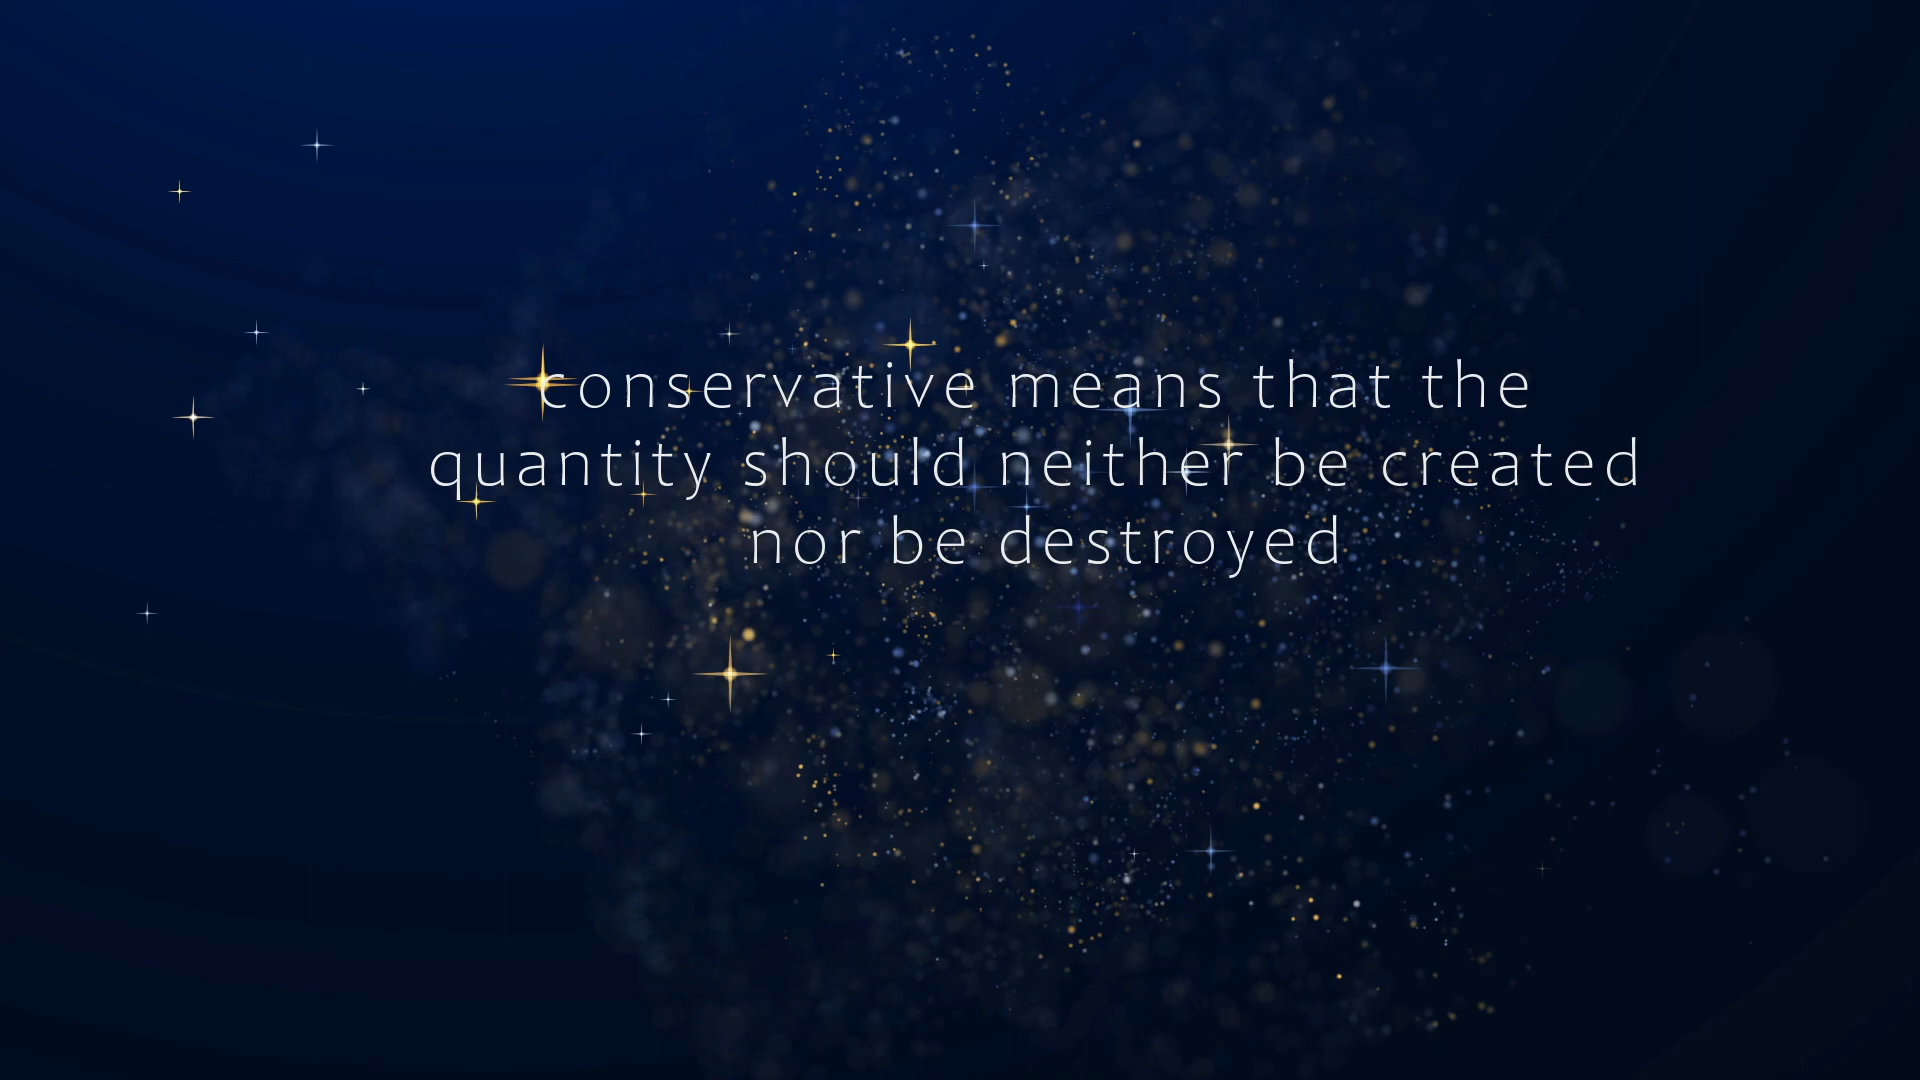 conservative means that the
quantity should neither be created
nor be destroyed